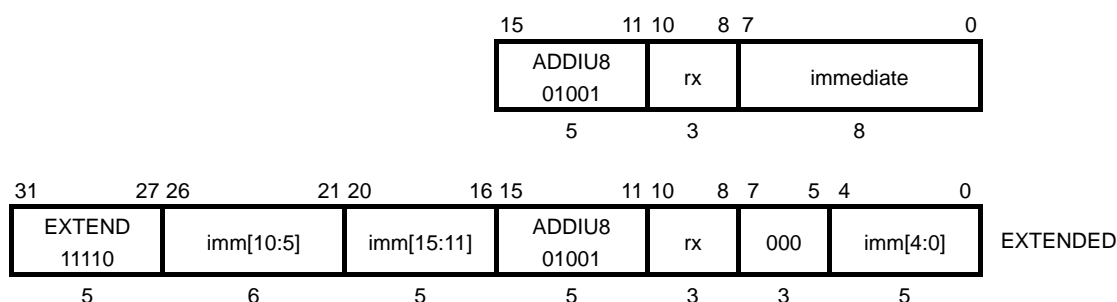 15 11 10 8 7 0
ADDIU8 01001 rx immediate
5 3 8
31 27 26 21 20 16 15 11 10 8 7 5 4 0
EXTEND 11110 imm[10:5] imm[15:11] ADDIU8 01001 rx 000 imm[4:0] EXTENDED
5 6 5 5 3 3 5